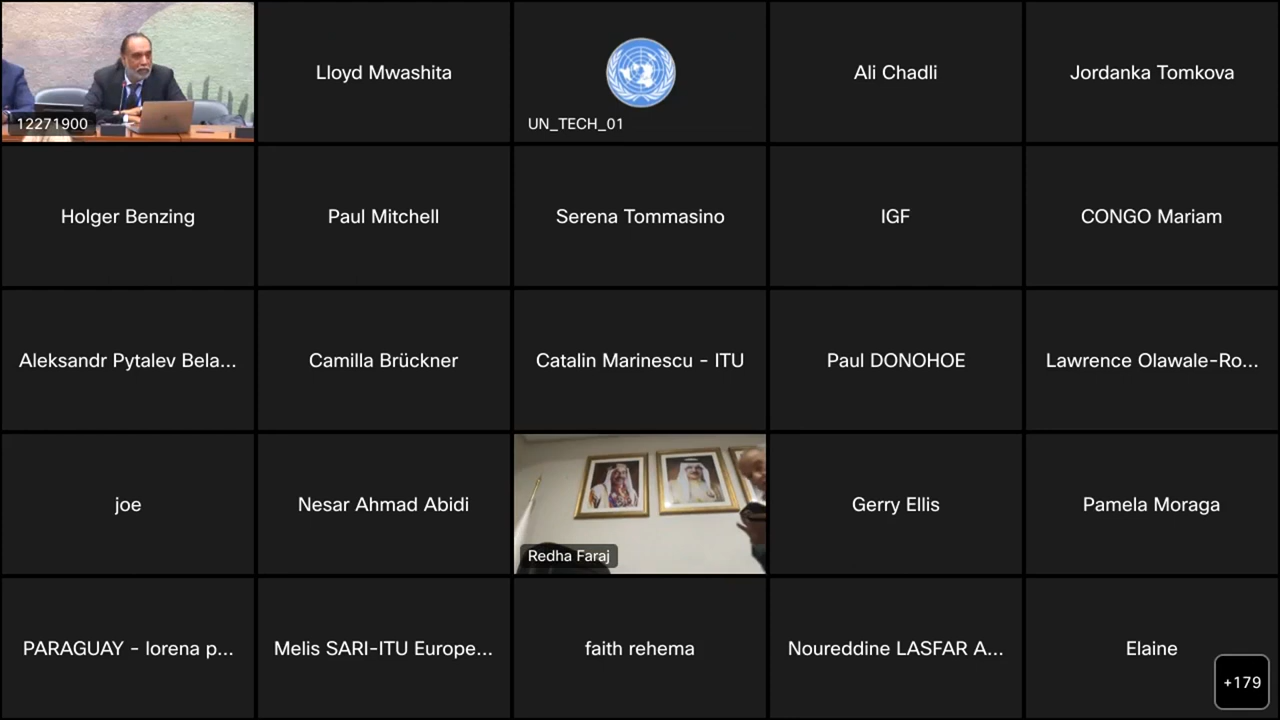 12271900
Lloyd Mwashita
UN_TECH_01
Ali Chadli
Jordanka Tomkova
Holger Benzing
Paul Mitchell
Serena Tommasino
IGF
CONGO Mariam
Aleksandr Pytalev Bela...
Camilla Brückner
Catalin Marinescu - ITU
Paul DONOHOE
Lawrence Olawale-Ro...
joe
Nesar Ahmad Abidi
Redha Faraj
Gerry Ellis
Pamela Moraga
PARAGUAY - lorena p...
Melis SARI-ITU Europe...
faith rehema
Noureddine LASFAR A...
Elaine
+179